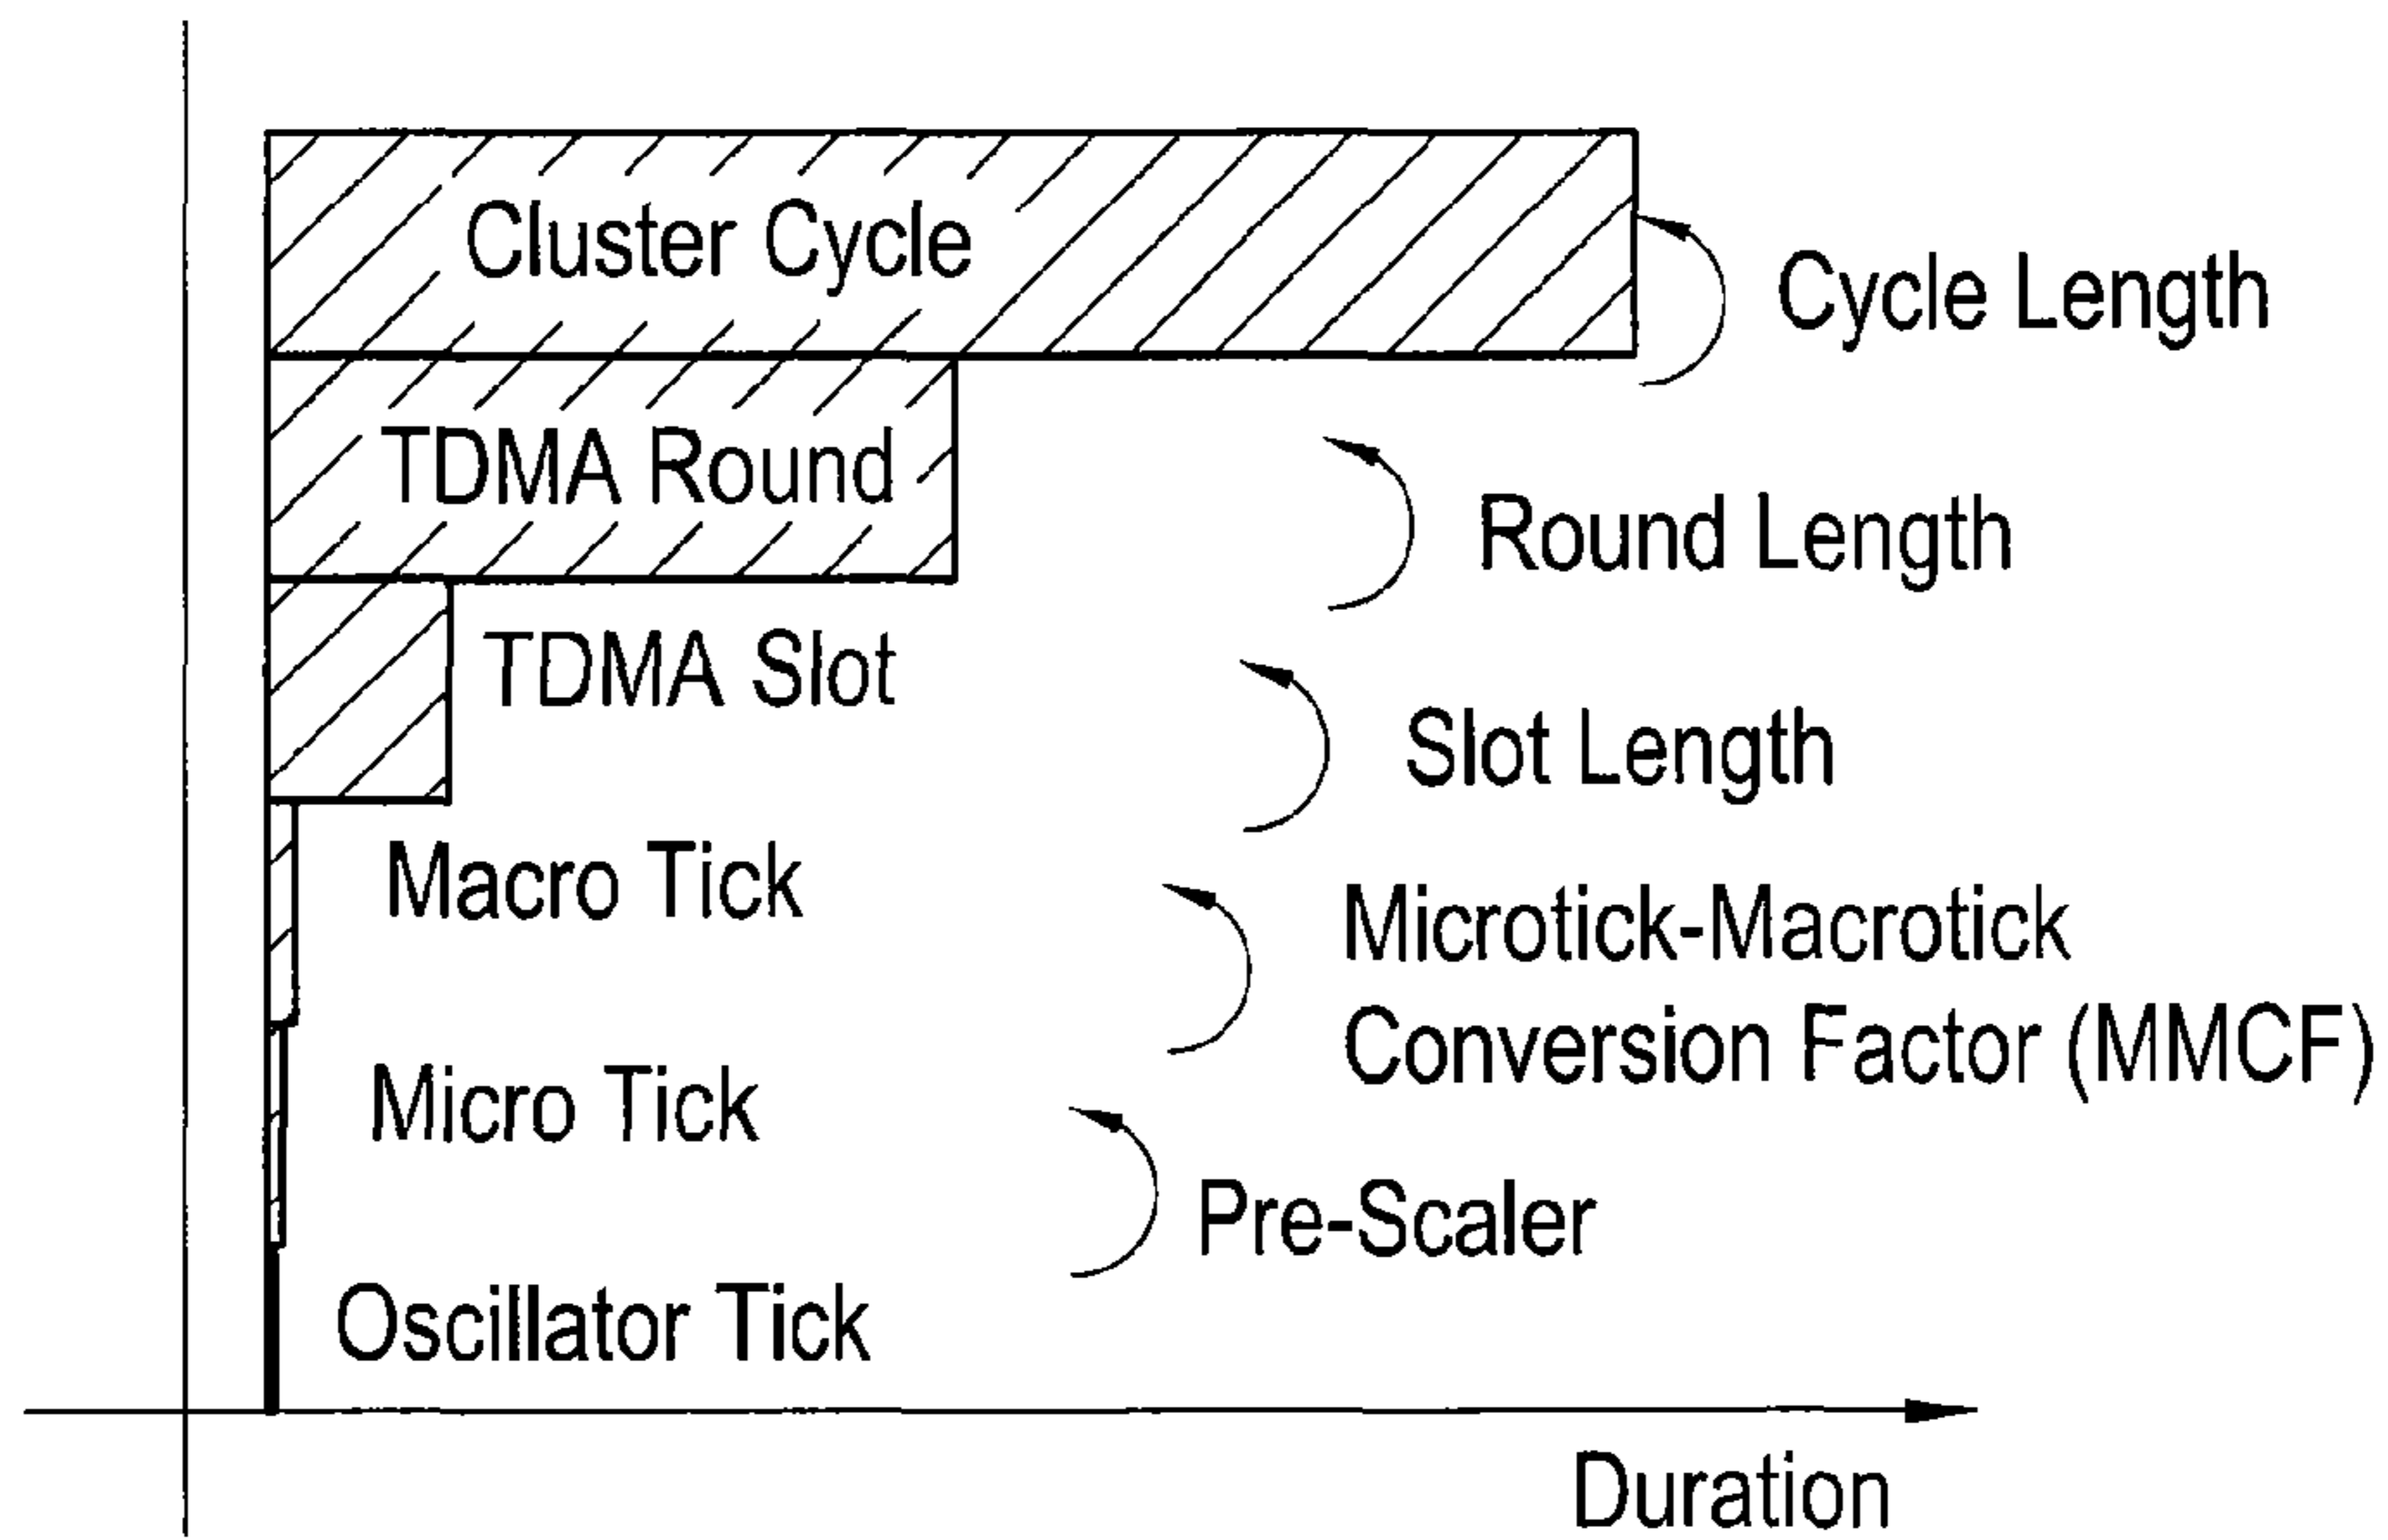 Cluster Cycle
Cycle Length
TDMA Round
Round Length
TDMA Slot
Slot Length
Macro Tick
Microtick-Macrotick
Conversion Factor (MMCF)
Micro Tick
Pre-Scaler
Oscillator Tick
Duration